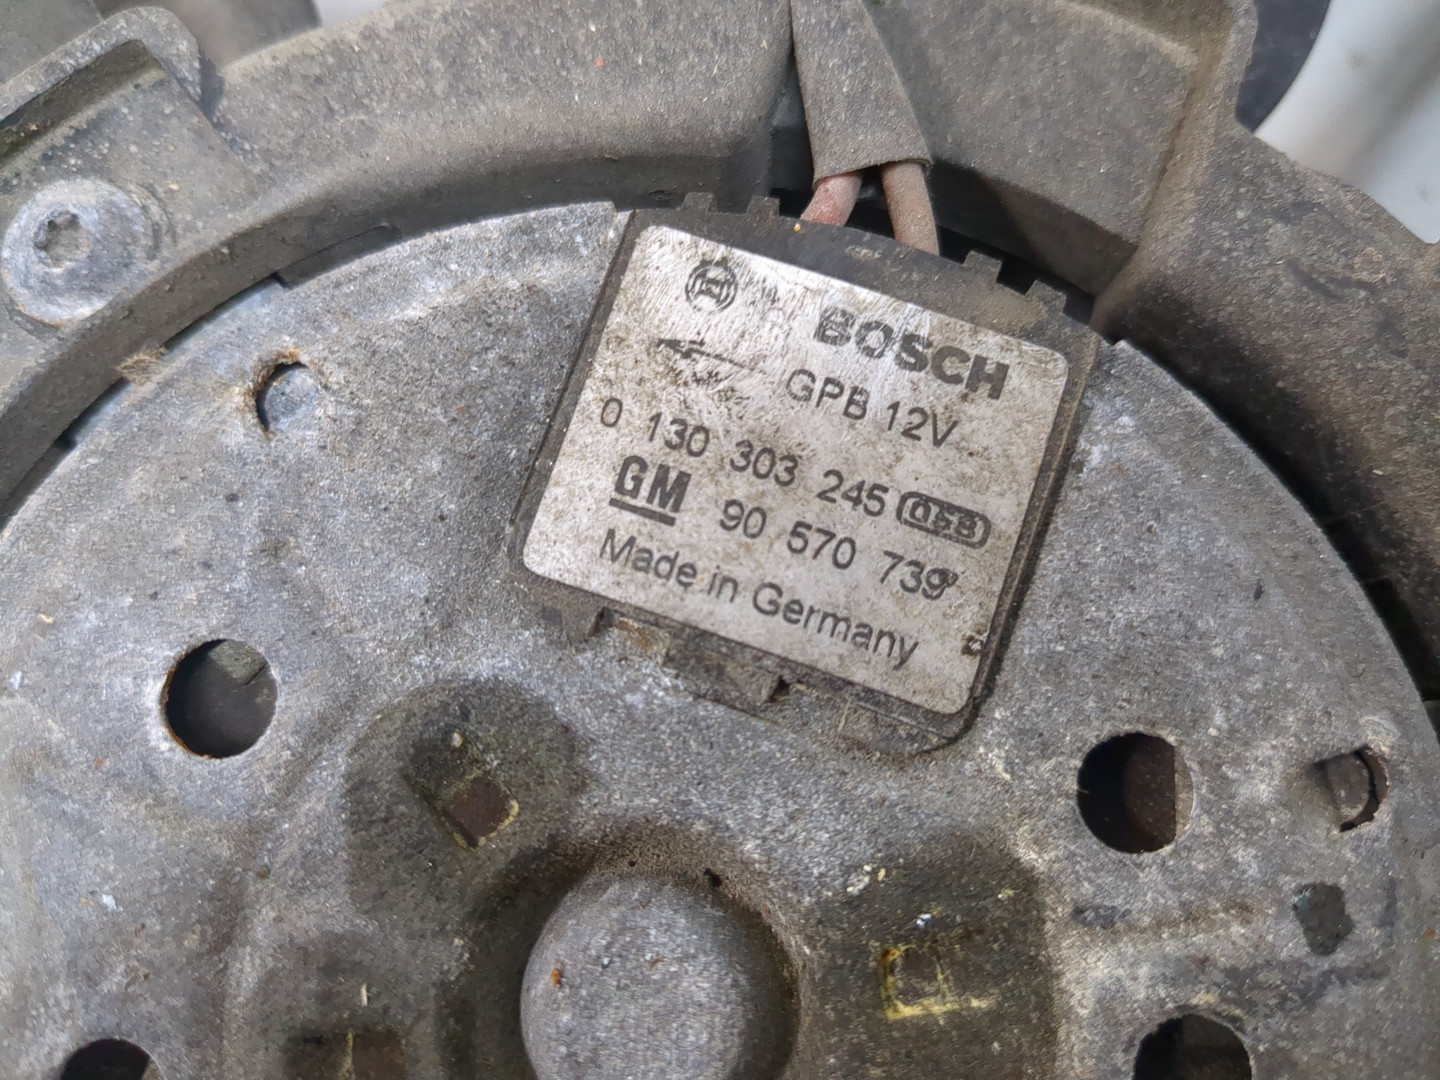 BOSCH
GPB 12V
0 130 303 245
GM 90 570 739
Made in Germany